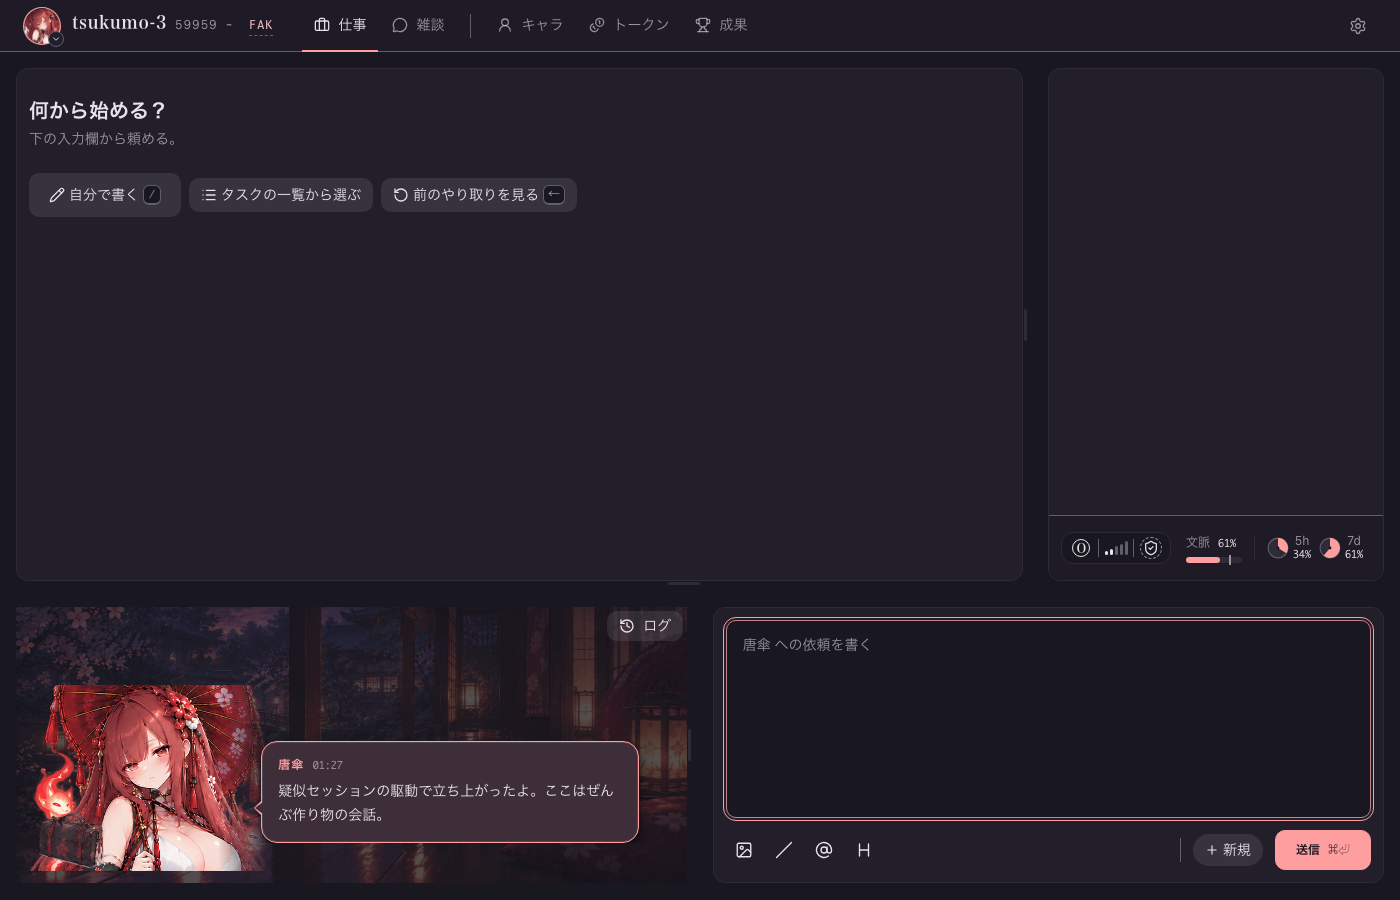 tsukumo-3 59959 - FAK 仕事 雑談 キャラ トークン 成果
何から始める？
下の入力欄から頼める。
自分で書く / タスクの一覧から選ぶ 前のやり取りを見る ←
文脈 61% 5h 34% 7d 61%
ログ
唐傘 01:27
疑似セッションの駆動で立ち上がったよ。ここはぜん
ぶ作り物の会話。
唐傘 への依頼を書く
@ H + 新規 送信 ⌘⏎